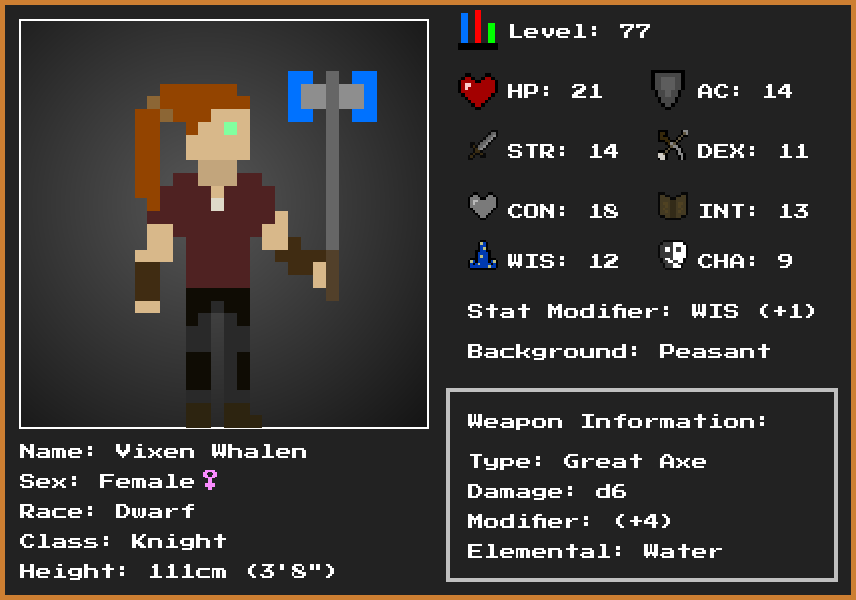 Level: 77
HP: 21 AC: 14
STR: 14 DEX: 11
CON: 18 INT: 13
WIS: 12 CHA: 9
Stat Modifier: WIS (+1)
Background: Peasant
Name: Vixen Whalen
Sex: Female♀
Race: Dwarf
Class: Knight
Height: 111cm (3'8")
Weapon Information:
Type: Great Axe
Damage: d6
Modifier: (+4)
Elemental: Water